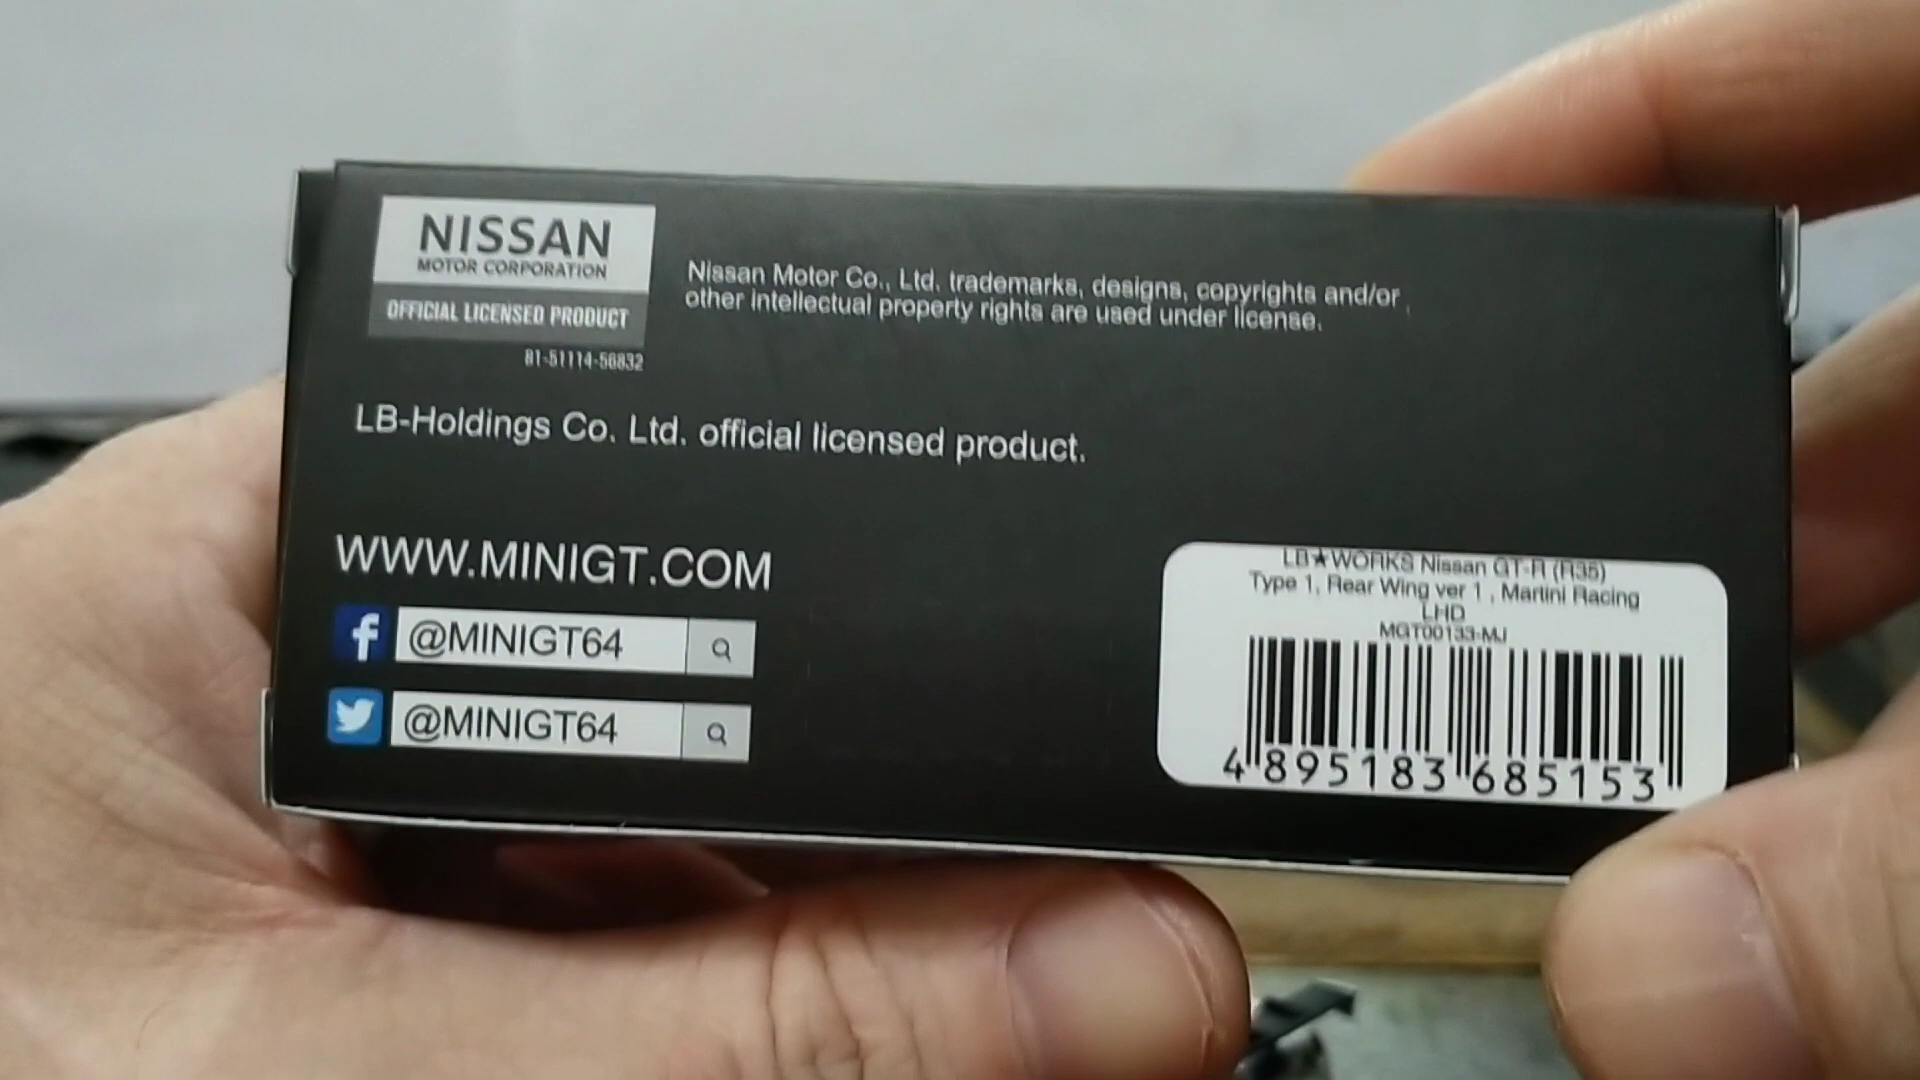 NISSAN
MOTOR CORPORATION
OFFICIAL LICENSED PRODUCT
81-51114-56832
Nissan Motor Co., Ltd. trademarks, designs, copyrights and/or
other intellectual property rights are used under license.
LB-Holdings Co. Ltd. official licensed product.
WWW.MINIGT.COM
f @MINIGT64
@MINIGT64
LB★WORKS Nissan GT-R (R35)
Type 1, Rear Wing ver 1 , Martini Racing
LHD
MGT00133-MJ
4 895183 685153